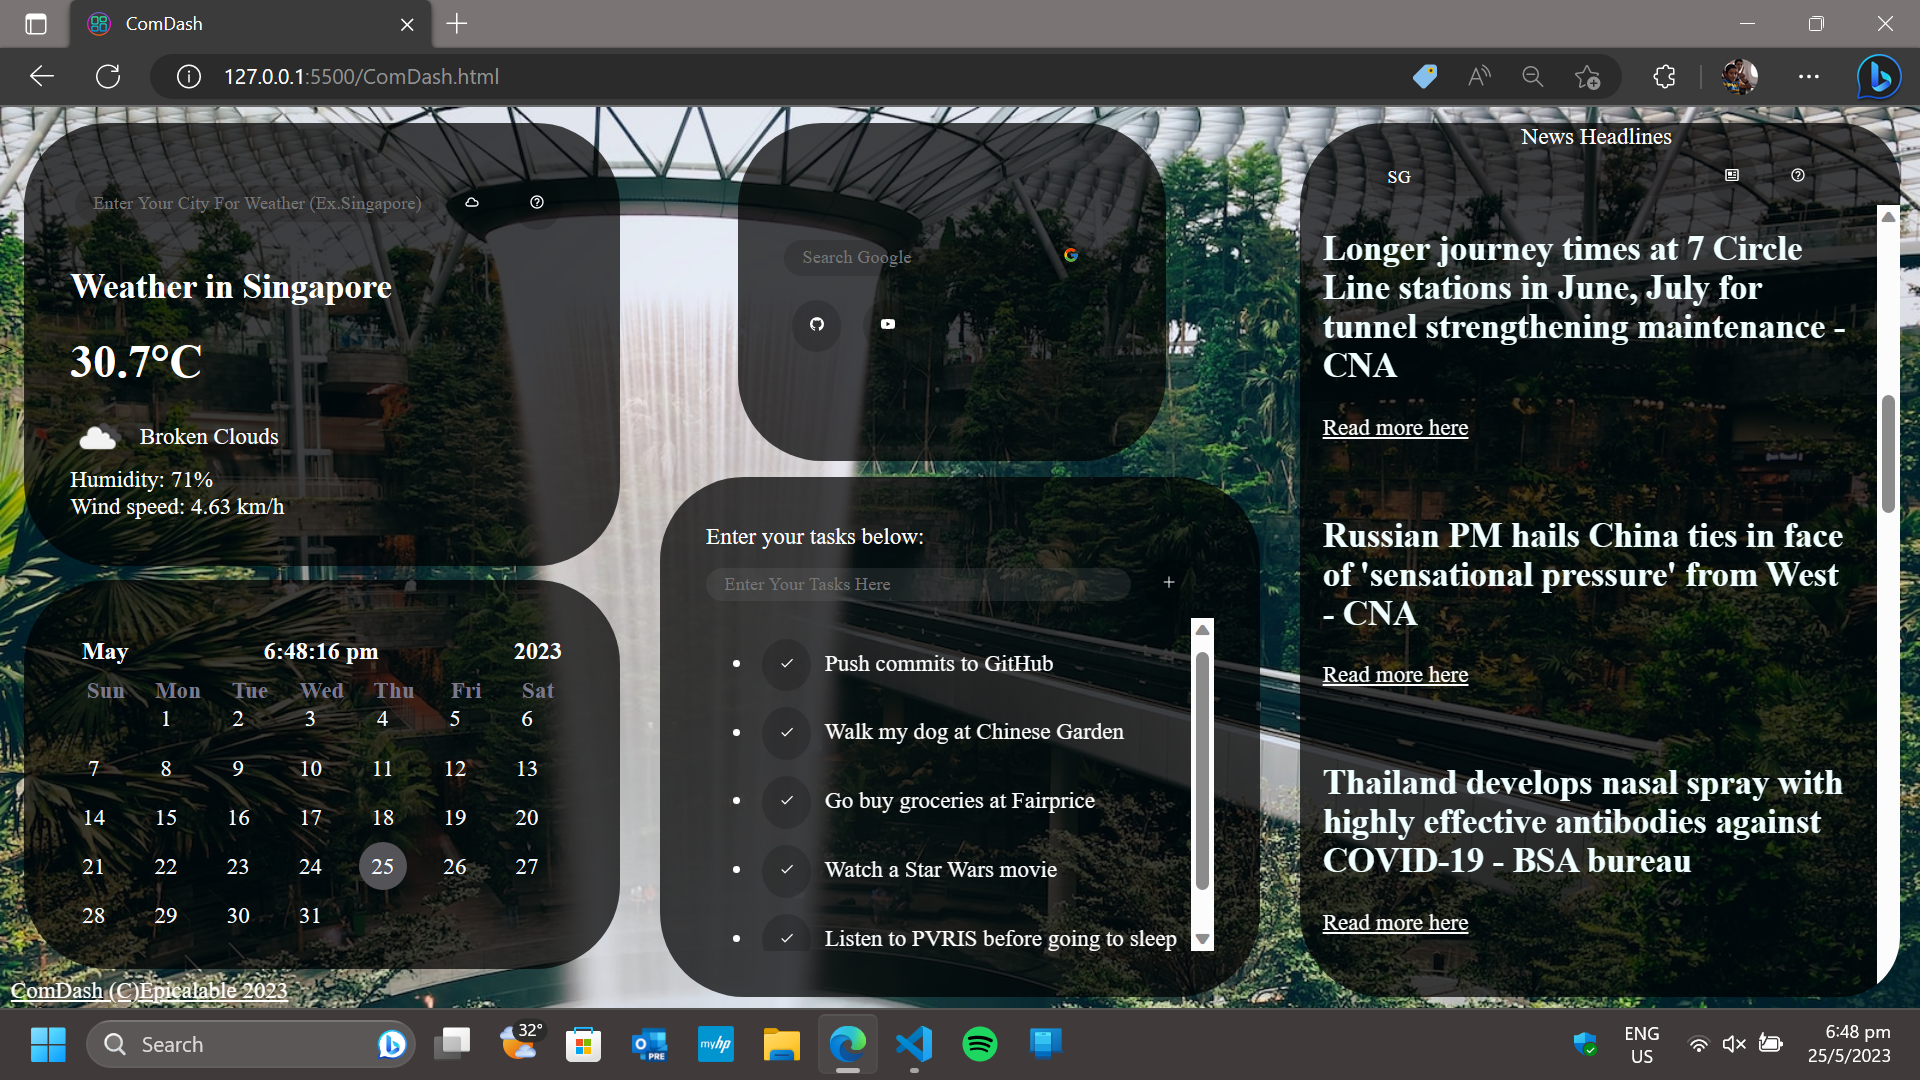 ComDash
127.0.0.1:5500/ComDash.html
Enter Your City For Weather (Ex.Singapore)
Weather in Singapore
30.7°C
Broken Clouds
Humidity: 71%
Wind speed: 4.63 km/h
May 6:48:16 pm 2023
Sun Mon Tue Wed Thu Fri Sat
1 2 3 4 5 6
7 8 9 10 11 12 13
14 15 16 17 18 19 20
21 22 23 24 25 26 27
28 29 30 31
ComDash (C)Epicalable 2023
Search Google
Enter your tasks below:
Enter Your Tasks Here
+
Push commits to GitHub
Walk my dog at Chinese Garden
Go buy groceries at Fairprice
Watch a Star Wars movie
Listen to PVRIS before going to sleep
News Headlines
SG
Longer journey times at 7 Circle
Line stations in June, July for
tunnel strengthening maintenance -
CNA
Read more here
Russian PM hails China ties in face
of 'sensational pressure' from West
- CNA
Read more here
Thailand develops nasal spray with
highly effective antibodies against
COVID-19 - BSA bureau
Read more here
Search
32°
PRE
myhp
ENG
US
6:48 pm
25/5/2023